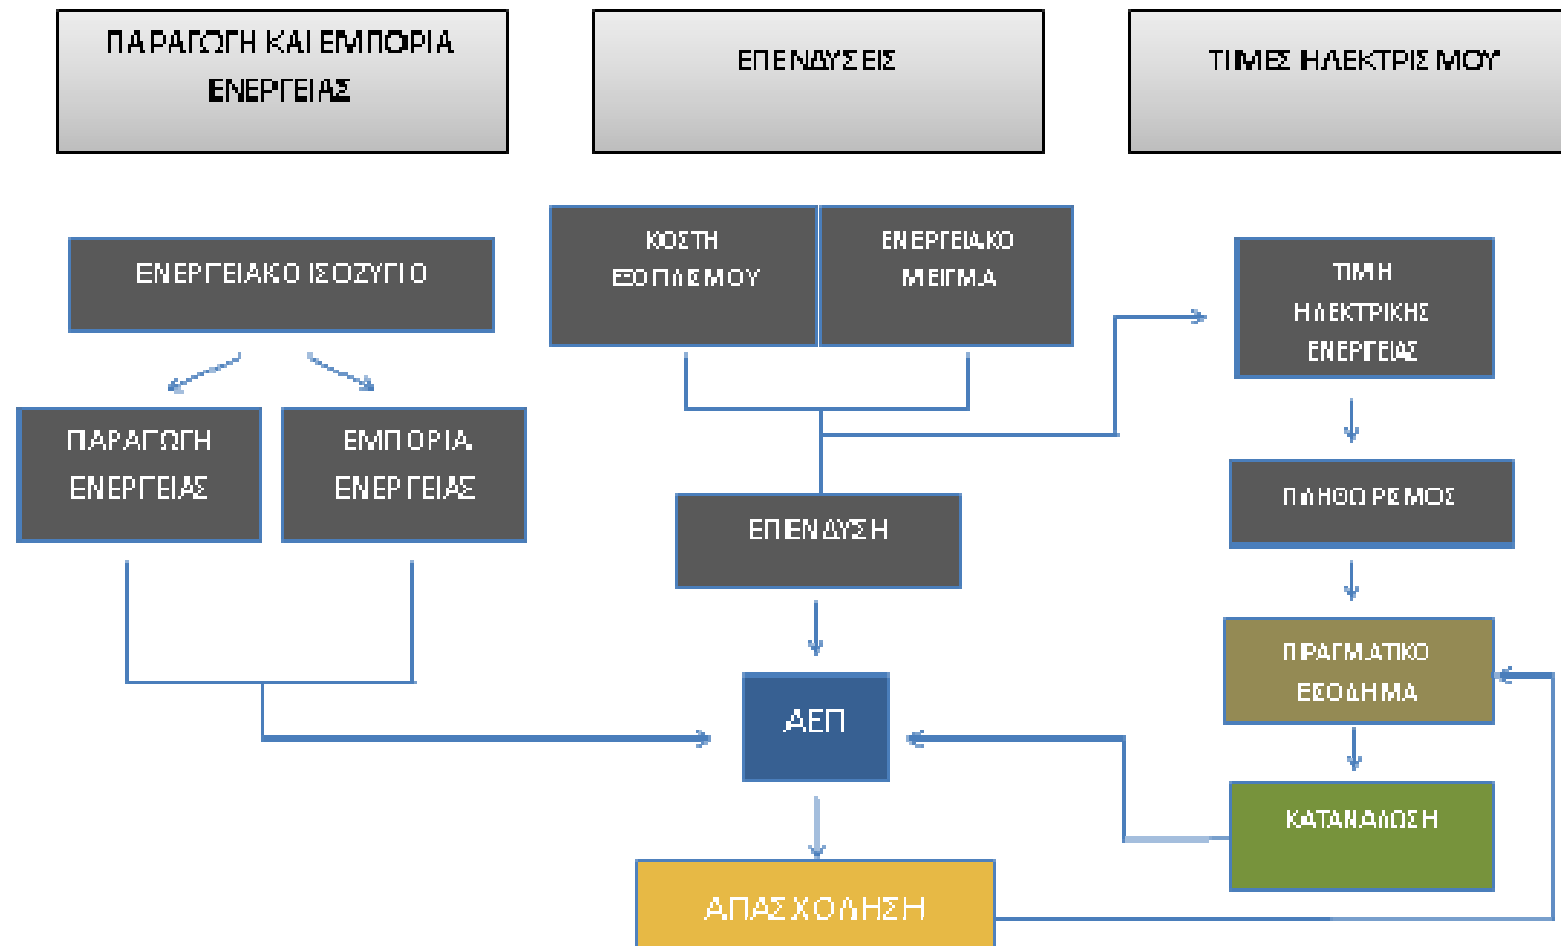 ΠΑΡΑΓΩΓΗ ΚΑΙ ΕΜΠΟΡΙΑ
ΕΝΕΡΓΕΙΑΣ
ΕΠΕΝΔΥΣΕΙΣ
ΤΙΜΕΣ ΗΛΕΚΤΡΙΣΜΟΥ
ΕΝΕΡΓΕΙΑΚΟ ΙΣΟΖΥΓΙΟ
ΚΟΣΤΗ
ΕΞΟΠΛΙΣΜΟΥ
ΕΝΕΡΓΕΙΑΚΟ
ΜΕΙΓΜΑ
ΤΙΜΗ
ΗΛΕΚΤΡΙΚΗΣ
ΕΝΕΡΓΕΙΑΣ
ΠΑΡΑΓΩΓΗ
ΕΝΕΡΓΕΙΑΣ
ΕΜΠΟΡΙΑ
ΕΝΕΡΓΕΙΑΣ
ΕΠΕΝΔΥΣΗ
ΠΛΗΘΩΡΙΣΜΟΣ
ΠΡΑΓΜΑΤΙΚΟ
ΕΙΣΟΔΗΜΑ
ΑΕΠ
ΚΑΤΑΝΑΛΩΣΗ
ΑΠΑΣΧΟΛΗΣΗ